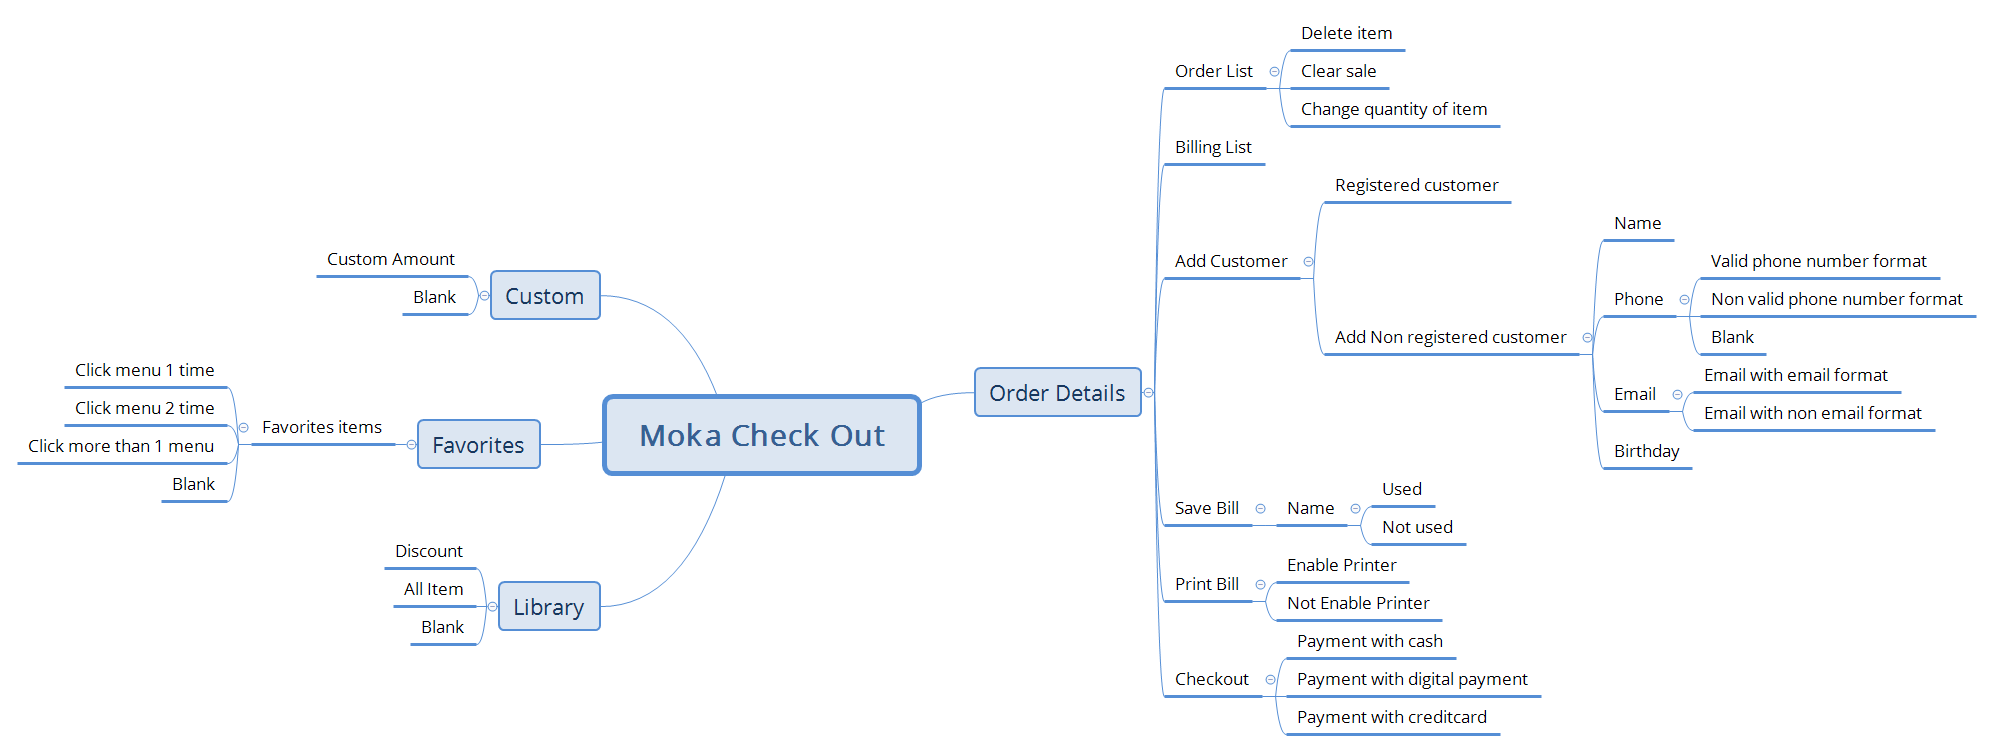 Moka Check Out
Custom
Custom Amount
Blank
Favorites
Favorites items
Click menu 1 time
Click menu 2 time
Click more than 1 menu
Blank
Library
Discount
All Item
Blank
Order Details
Order List
Delete item
Clear sale
Change quantity of item
Billing List
Add Customer
Registered customer
Add Non registered customer
Name
Phone
Valid phone number format
Non valid phone number format
Blank
Email
Email with email format
Email with non email format
Birthday
Save Bill
Name
Used
Not used
Print Bill
Enable Printer
Not Enable Printer
Checkout
Payment with cash
Payment with digital payment
Payment with creditcard